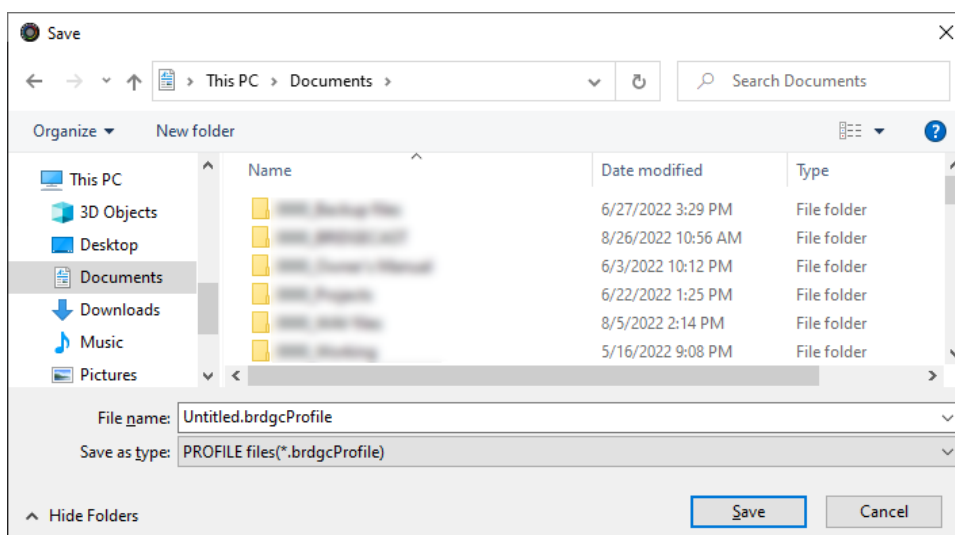 Save
This PC > Documents >
Search Documents
Organize
New folder
Name
Date modified
Type
This PC
3D Objects
Desktop
Documents
Downloads
Music
Pictures
6/27/2022 3:29 PM File folder
8/26/2022 10:56 AM File folder
6/3/2022 10:12 PM File folder
6/22/2022 1:25 PM File folder
8/5/2022 2:14 PM File folder
5/16/2022 9:08 PM File folder
File name: Untitled.brdgcProfile
Save as type: PROFILE files(*.brdgcProfile)
Hide Folders
Save
Cancel